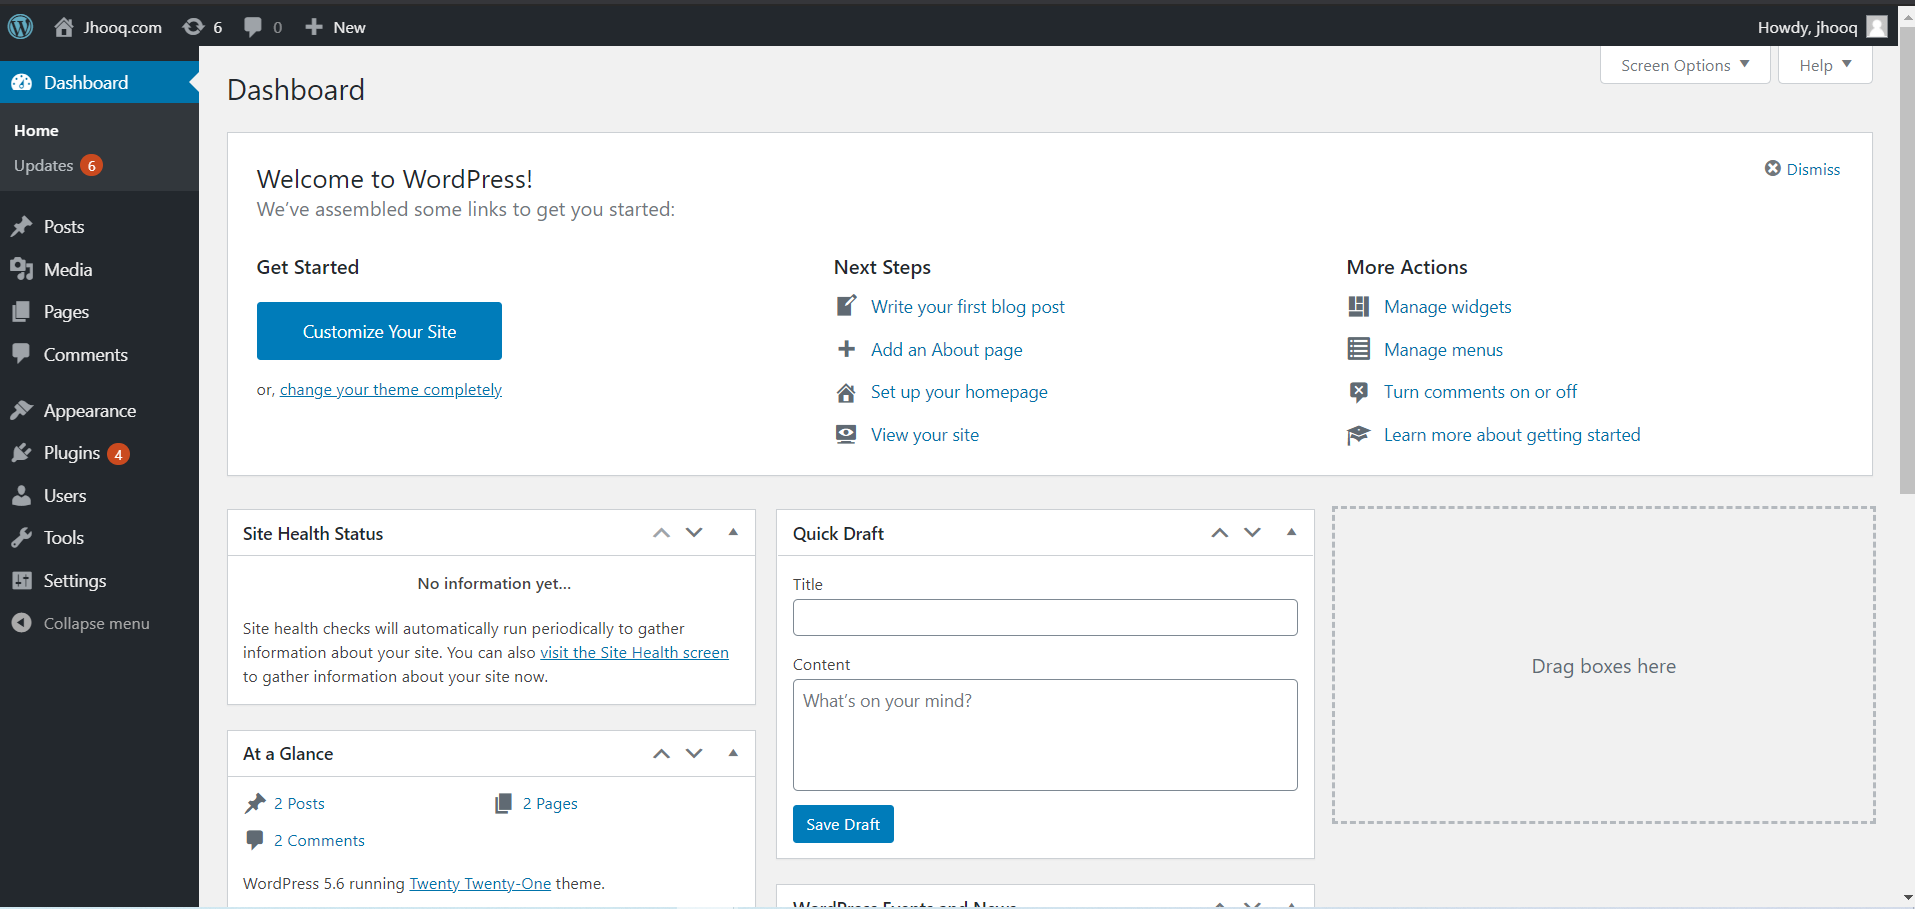 Jhooq.com 6 0 New Howdy, jhooq
Dashboard
Home
Updates 6
Posts
Media
Pages
Comments
Appearance
Plugins 4
Users
Tools
Settings
Collapse menu
Screen Options Help
Dashboard
Welcome to WordPress!
Dismiss
We've assembled some links to get you started:
Get Started
Customize Your Site
or, change your theme completely
Next Steps
Write your first blog post
Add an About page
Set up your homepage
View your site
More Actions
Manage widgets
Manage menus
Turn comments on or off
Learn more about getting started
Site Health Status
No information yet...
Site health checks will automatically run periodically to gather
information about your site. You can also visit the Site Health screen
to gather information about your site now.
At a Glance
2 Posts 2 Pages
2 Comments
WordPress 5.6 running Twenty Twenty-One theme.
Quick Draft
Title
Content
What's on your mind?
Save Draft
WordPress Events and News
Drag boxes here